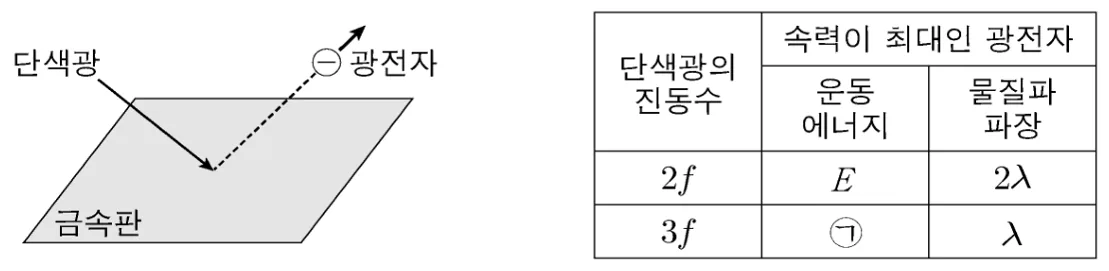 단색광
⊖ 광전자
금속판
단색광의
진동수
속력이 최대인 광전자
운동
에너지
물질파
파장
2f
E
2λ
3f
㉠
λ